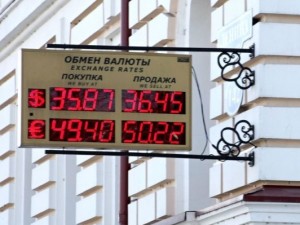 ОБМЕН ВАЛЮТЫ
EXCHANGE RATES
ПОКУПКА ПРОДАЖА
WE BUY AT WE SELL AT
$ 35.87 36.45
€ 49.40 50.22